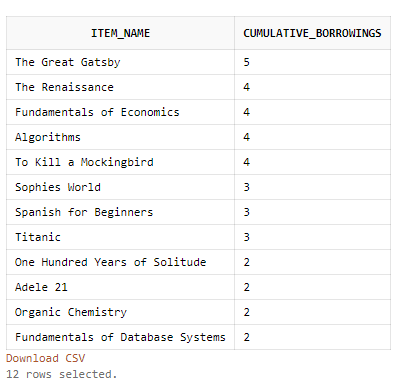 ITEM_NAME CUMULATIVE_BORROWINGS
The Great Gatsby 5
The Renaissance 4
Fundamentals of Economics 4
Algorithms 4
To Kill a Mockingbird 4
Sophies World 3
Spanish for Beginners 3
Titanic 3
One Hundred Years of Solitude 2
Adele 21 2
Organic Chemistry 2
Fundamentals of Database Systems 2
Download CSV
12 rows selected.